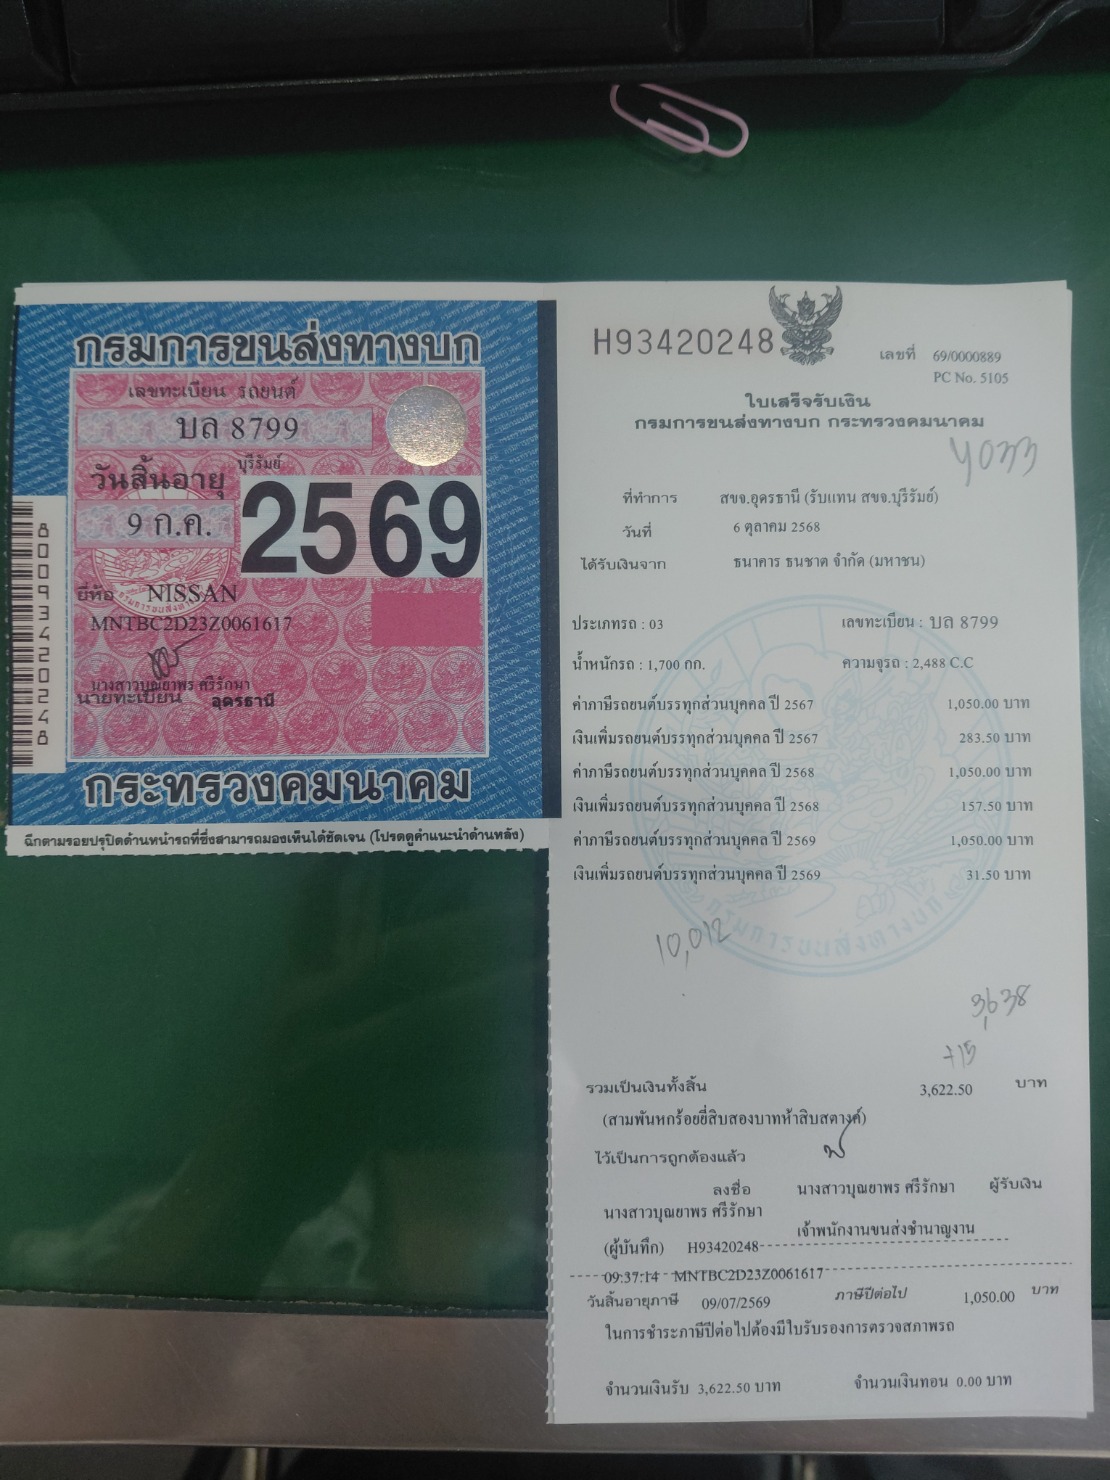 กรมการขนส่งทางบก
เลขทะเบียน รถยนต์
บล 8799
บุรีรัมย์
วันสิ้นอายุ
9 ก.ค.
2569
ยี่ห้อ NISSAN
MNTBC2D23Z0061617
นางสาวบุณยาพร ศรีรักษา
นายทะเบียน อุดรธานี
กระทรวงคมนาคม
ฉีกตามรอยปรุปิดด้านหน้ารถที่ซึ่งสามารถมองเห็นได้ชัดเจน (โปรดดูคำแนะนำด้านหลัง)
H93420248
เลขที่ 69/0000889
PC No. 5105
ใบเสร็จรับเงิน
กรมการขนส่งทางบก กระทรวงคมนาคม
ที่ทำการ สขจ.อุดรธานี (รับแทน สขจ.บุรีรัมย์)
วันที่ 6 ตุลาคม 2568
ได้รับเงินจาก ธนาคาร ธนชาต จำกัด (มหาชน)
ประเภทรถ : 03 เลขทะเบียน : บล 8799
น้ำหนักรถ : 1,700 กก. ความจุรถ : 2,488 C.C
ค่าภาษีรถยนต์บรรทุกส่วนบุคคล ปี 2567 1,050.00 บาท
เงินเพิ่มรถยนต์บรรทุกส่วนบุคคล ปี 2567 283.50 บาท
ค่าภาษีรถยนต์บรรทุกส่วนบุคคล ปี 2568 1,050.00 บาท
เงินเพิ่มรถยนต์บรรทุกส่วนบุคคล ปี 2568 157.50 บาท
ค่าภาษีรถยนต์บรรทุกส่วนบุคคล ปี 2569 1,050.00 บาท
เงินเพิ่มรถยนต์บรรทุกส่วนบุคคล ปี 2569 31.50 บาท
กรมการขนส่งทางบก
10,012
3,638
รวมเป็นเงินทั้งสิ้น 3,622.50 บาท
(สามพันหกร้อยยี่สิบสองบาทห้าสิบสตางค์)
ไว้เป็นการถูกต้องแล้ว
ลงชื่อ นางสาวบุณยาพร ศรีรักษา ผู้รับเงิน
นางสาวบุณยาพร ศรีรักษา
เจ้าพนักงานขนส่งชำนาญงาน
(ผู้บันทึก) H93420248
09:37:14 MNTBC2D23Z0061617
วันสิ้นอายุภาษี 09/07/2569 ภาษีปีต่อไป 1,050.00 บาท
ในการชำระภาษีปีต่อไปต้องมีใบรับรองการตรวจสภาพรถ
จำนวนเงินรับ 3,622.50 บาท จำนวนเงินทอน 0.00 บาท